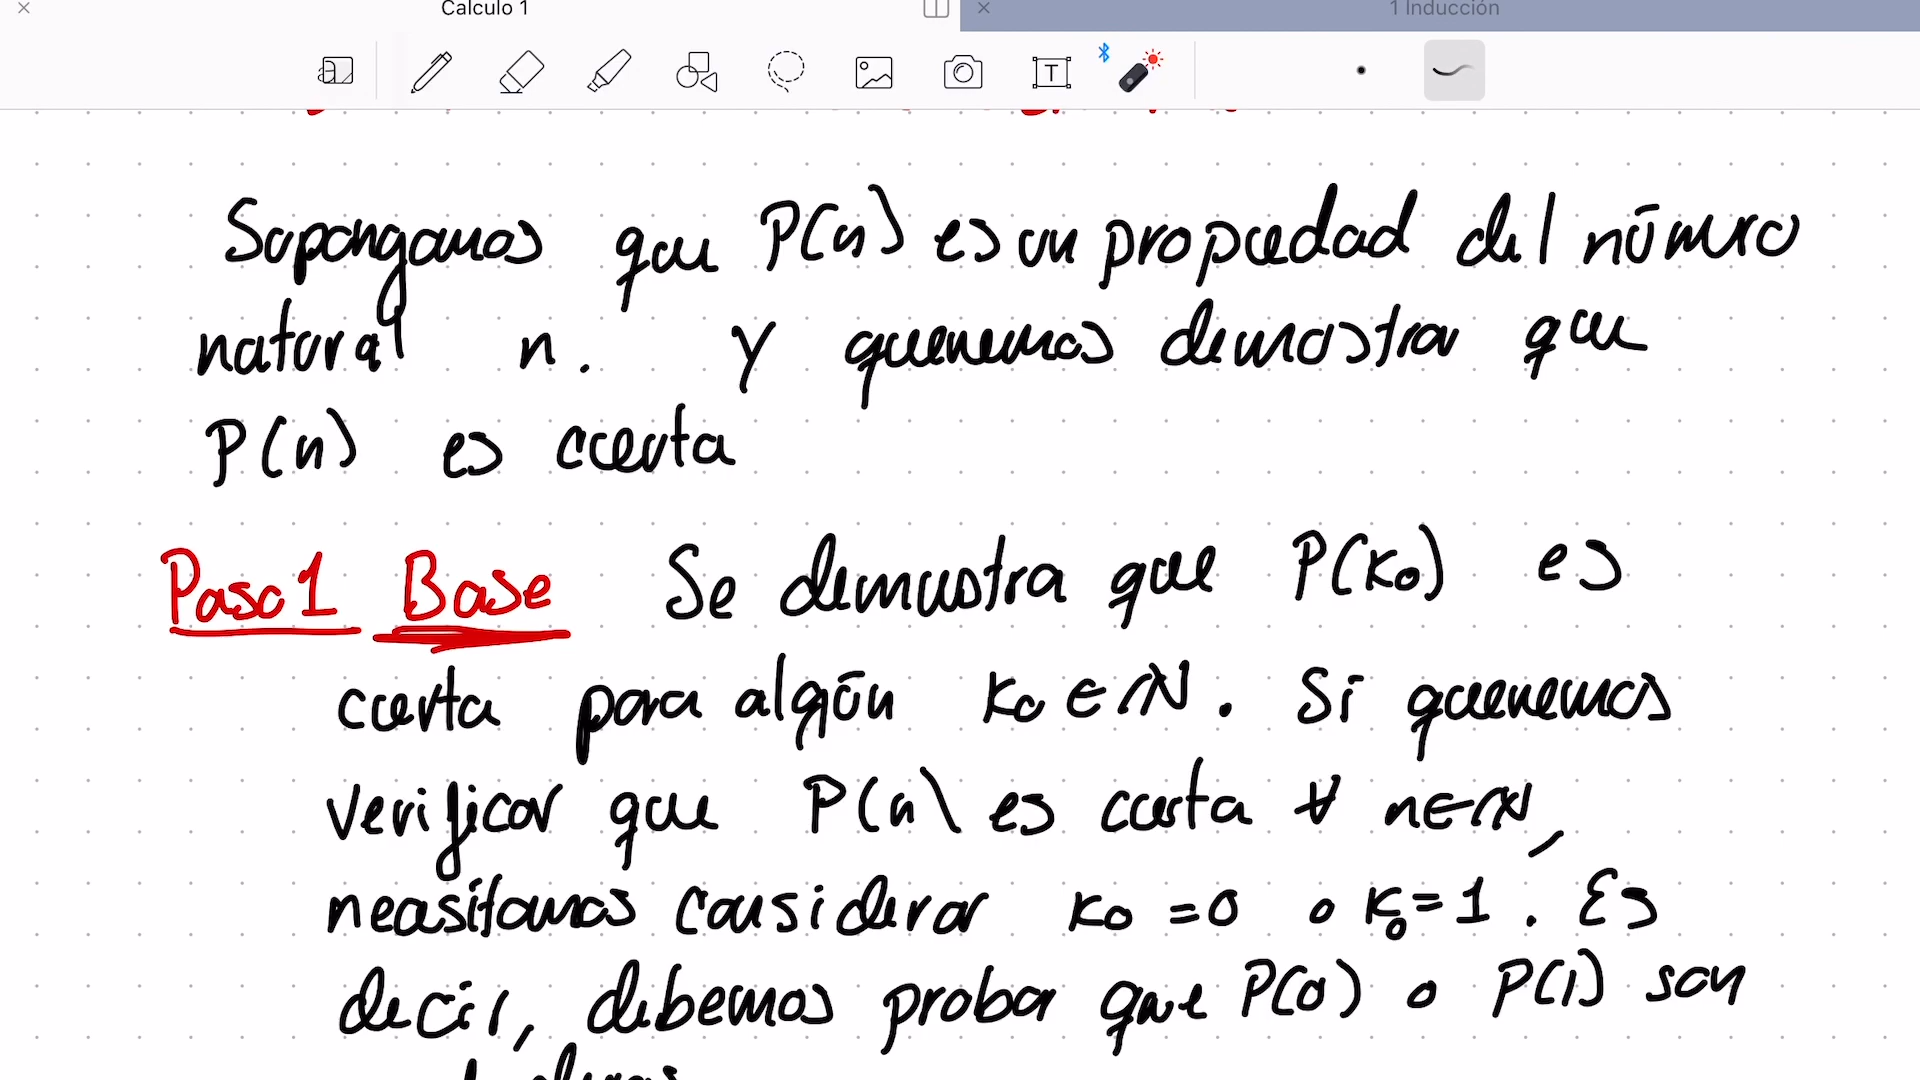 Calculo 1
1 Inducción
Supongamos que P(n) es un propiedad del número
natural n. Y queremos demostrar que
P(n) es cierta
Paso 1 Base Se demuestra que P(k₀) es
cierta para algún k₀ ∈ ℕ. Si queremos
verificar que P(n) es cierta ∀ n∈ℕ,
necesitamos considerar k₀ = 0 o k₀ = 1. Es
decir, debemos probar que P(0) o P(1) son